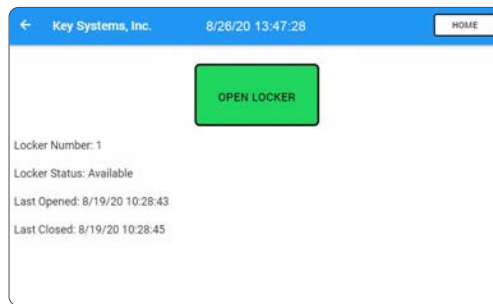 Key Systems, Inc. 8/26/20 13:47:28 HOME
OPEN LOCKER
Locker Number: 1
Locker Status: Available
Last Opened: 8/19/20 10:28:43
Last Closed: 8/19/20 10:28:45